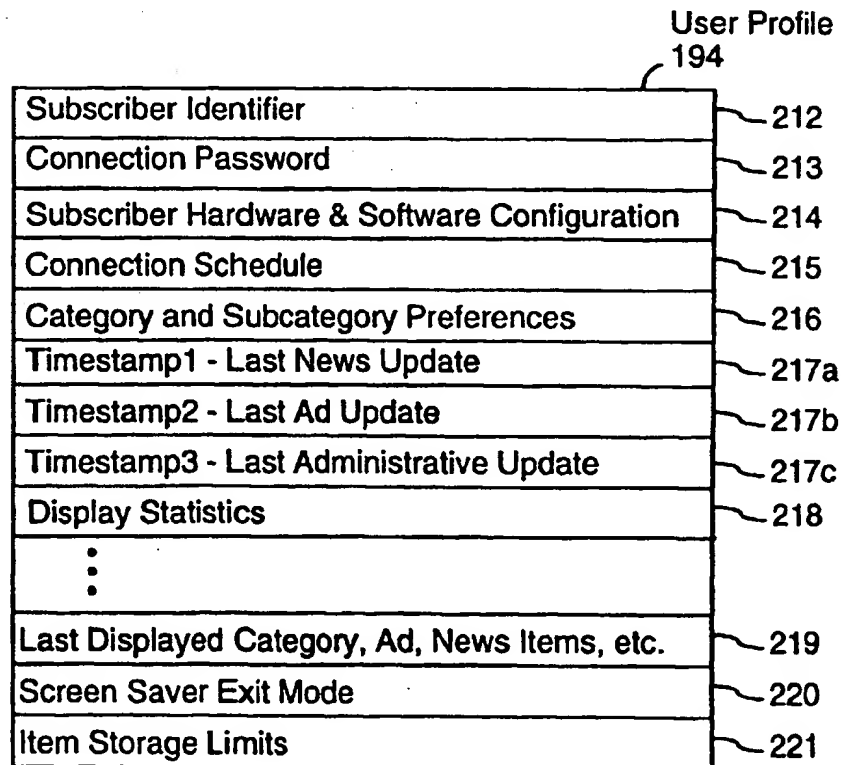 User Profile
194
Subscriber Identifier 212
Connection Password 213
Subscriber Hardware & Software Configuration 214
Connection Schedule 215
Category and Subcategory Preferences 216
Timestamp1 - Last News Update 217a
Timestamp2 - Last Ad Update 217b
Timestamp3 - Last Administrative Update 217c
Display Statistics 218
Last Displayed Category, Ad, News Items, etc. 219
Screen Saver Exit Mode 220
Item Storage Limits 221